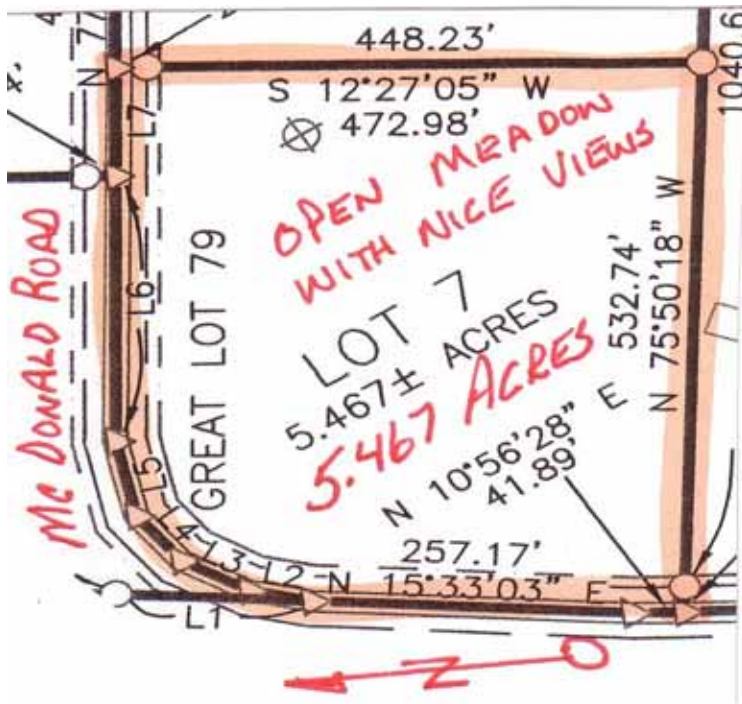 448.23'
S 12°27'05" W
472.98'
1040.6
N
L7
OPEN MEADOW
WITH NICE VIEWS
MC DONALD ROAD
L6
GREAT LOT 79
LOT 7
5.467± ACRES
5.467 ACRES
532.74'
N 75°50'18" W
N 10°56'28" E
41.89'
L5
L4
L3
L2
257.17'
N 15°33'03" E
L1
N